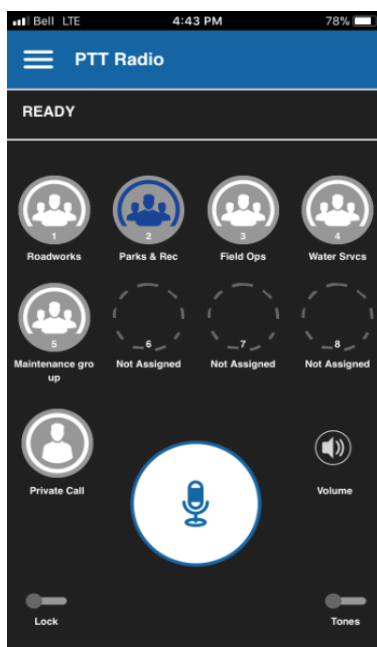 Bell LTE 4:43 PM 78%
PTT Radio
READY
1 2 3 4
Roadworks Parks & Rec Field Ops Water Srvcs
5 6 7 8
Maintenance gro Not Assigned Not Assigned Not Assigned
up
Private Call Volume
Lock Tones